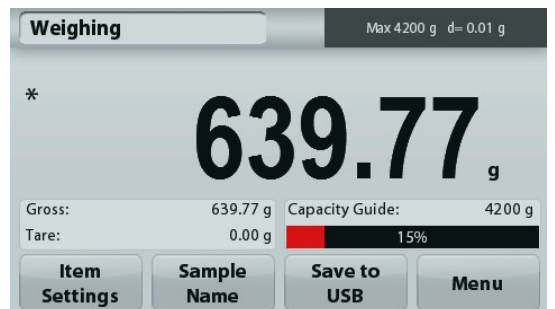 Weighing
Max 4200 g d= 0.01 g
*
639.77 g
Gross: 639.77 g
Tare: 0.00 g
Capacity Guide: 4200 g
15%
Item Settings
Sample Name
Save to USB
Menu